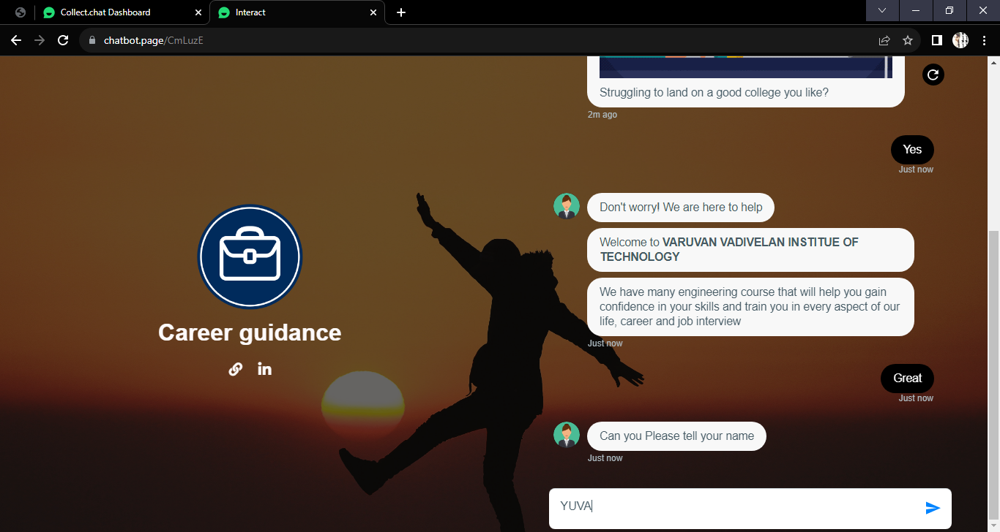 Collect.chat Dashboard
Interact
chatbot.page/CmLuzE
Struggling to land on a good college you like?
2m ago
Yes
Just now
Don't worry! We are here to help
Welcome to VARUVAN VADIVELAN INSTITUE OF
TECHNOLOGY
We have many engineering course that will help you gain
confidence in your skills and train you in every aspect of our
life, career and job interview
Just now
Career guidance
in
Great
Just now
Can you Please tell your name
Just now
YUVA